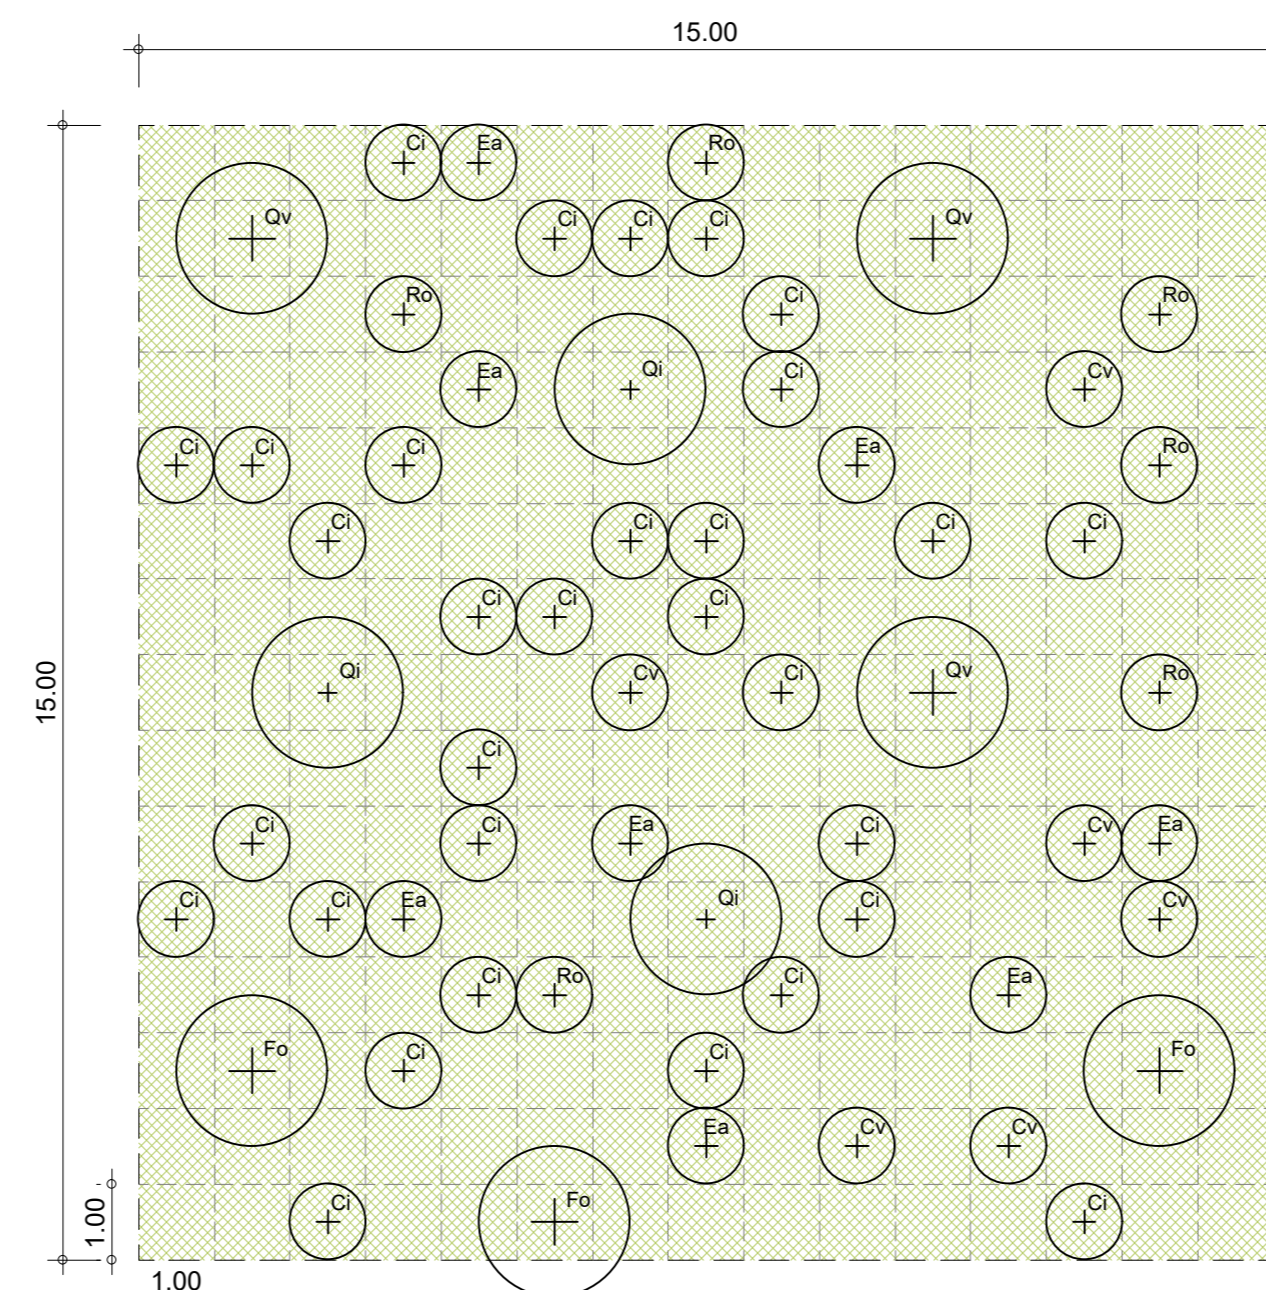 15.00
Ci Ea Ro
Qv Ci Ci Ci Qv
Ro Ci Ro
Ea Qi Ci Cv
Ci Ci Ci Ea Ro
Ci Ci Ci Ci Ci
Ci Ci Ci
15.00
Qi Cv Ci Qv Ro
Ci
Ci Ci Ea Ci Cv Ea
Ci Ci Ea Qi Ci Cv
Ci Ro Ci Ea
Fo Ci Ci Fo
Ea Cv Cv
1.00
Ci Fo Ci
1.00